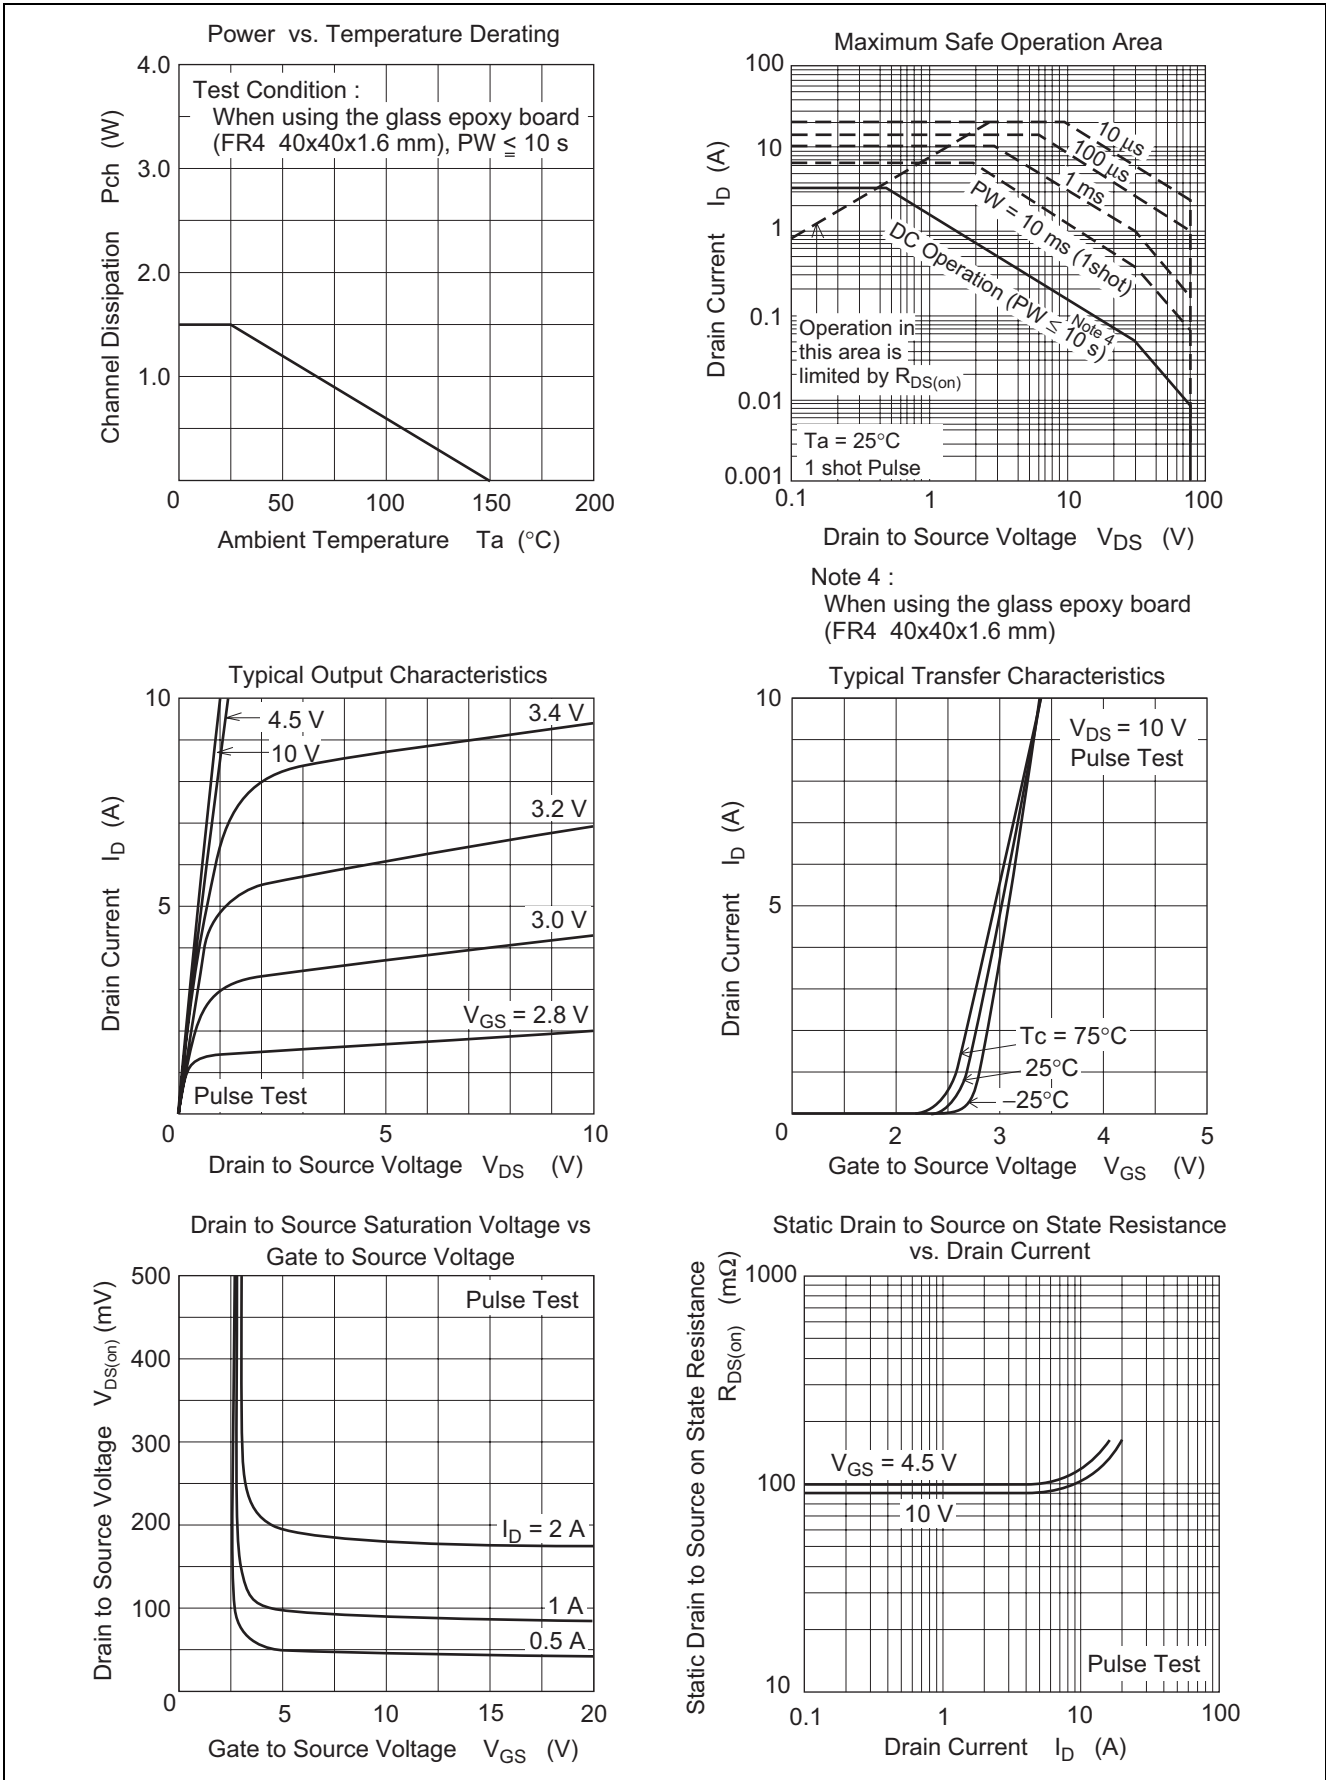 Power vs. Temperature Derating
4.0
3.0
2.0
1.0
Channel Dissipation Pch (W)
Test Condition :
When using the glass epoxy board
(FR4 40x40x1.6 mm), PW ≦ 10 s
0
50
100
150
200
Ambient Temperature Ta (°C)
Maximum Safe Operation Area
100
10
1
0.1
0.01
0.001
Drain Current ID (A)
10 µs
100 µs
1 ms
PW = 10 ms (1shot)
DC Operation (PW ≤ 10 s)
Note 4
Operation in
this area is
limited by RDS(on)
Ta = 25°C
1 shot Pulse
0.1
1
10
100
Drain to Source Voltage VDS (V)
Note 4 :
When using the glass epoxy board
(FR4 40x40x1.6 mm)
Typical Output Characteristics
10
5
Drain Current ID (A)
4.5 V
10 V
3.4 V
3.2 V
3.0 V
VGS = 2.8 V
Pulse Test
0
5
10
Drain to Source Voltage VDS (V)
Typical Transfer Characteristics
10
5
Drain Current ID (A)
VDS = 10 V
Pulse Test
Tc = 75°C
25°C
–25°C
0
2
3
4
5
Gate to Source Voltage VGS (V)
Drain to Source Saturation Voltage vs
Gate to Source Voltage
500
400
300
200
100
Drain to Source Voltage VDS(on) (mV)
Pulse Test
ID = 2 A
1 A
0.5 A
0
5
10
15
20
Gate to Source Voltage VGS (V)
Static Drain to Source on State Resistance
vs. Drain Current
Static Drain to Source on State Resistance
RDS(on) (mΩ)
1000
100
10
VGS = 4.5 V
10 V
Pulse Test
0.1
1
10
100
Drain Current ID (A)